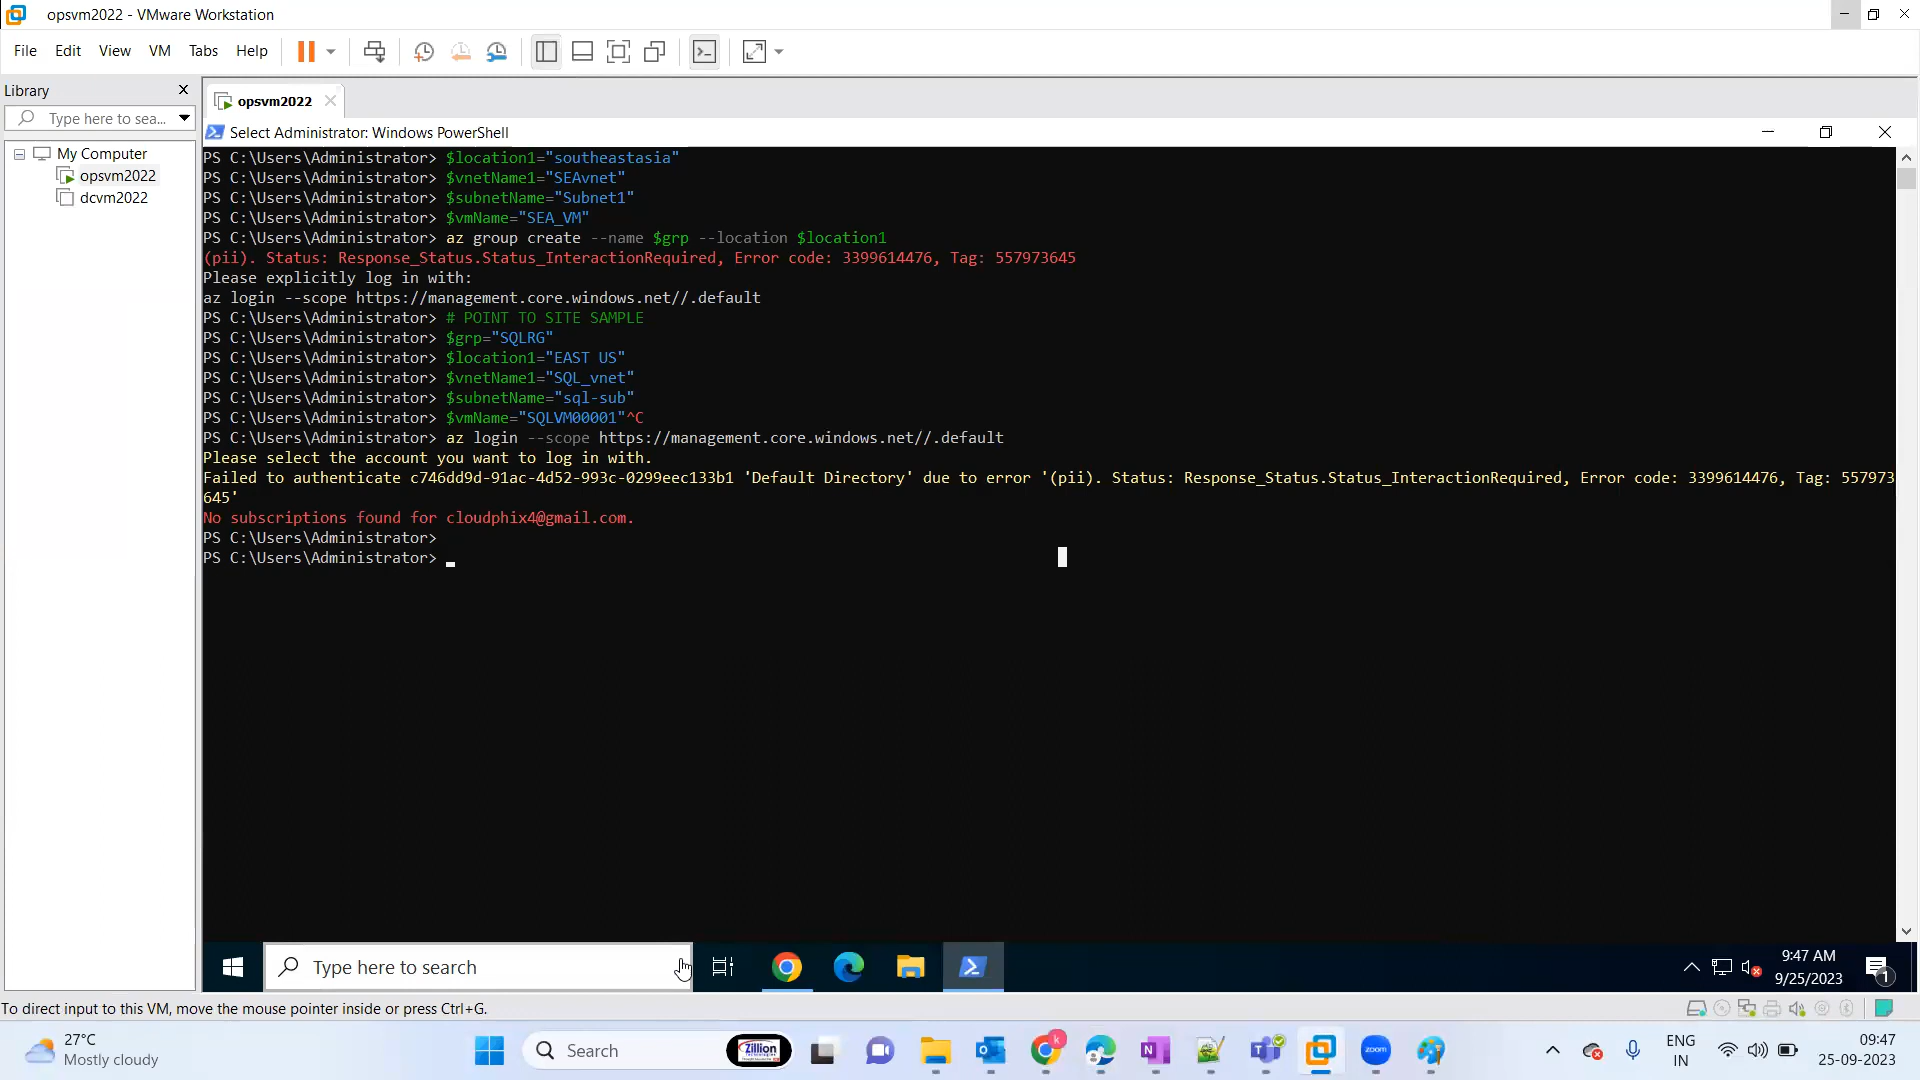 opsvm2022 - VMware Workstation
File Edit View VM Tabs Help
Library
Type here to sea...
My Computer
opsvm2022
dcvm2022
opsvm2022
Select Administrator: Windows PowerShell
PS C:\Users\Administrator> $location1="southeastasia"
PS C:\Users\Administrator> $vnetName1="SEAvnet"
PS C:\Users\Administrator> $subnetName="Subnet1"
PS C:\Users\Administrator> $vmName="SEA_VM"
PS C:\Users\Administrator> az group create --name $grp --location $location1
(pii). Status: Response_Status.Status_InteractionRequired, Error code: 3399614476, Tag: 557973645
Please explicitly log in with:
az login --scope https://management.core.windows.net//.default
PS C:\Users\Administrator> # POINT TO SITE SAMPLE
PS C:\Users\Administrator> $grp="SQLRG"
PS C:\Users\Administrator> $location1="EAST US"
PS C:\Users\Administrator> $vnetName1="SQL_vnet"
PS C:\Users\Administrator> $subnetName="sql-sub"
PS C:\Users\Administrator> $vmName="SQLVM00001"^C
PS C:\Users\Administrator> az login --scope https://management.core.windows.net//.default
Please select the account you want to log in with.
Failed to authenticate c746dd9d-91ac-4d52-993c-0299eec133b1 'Default Directory' due to error '(pii). Status: Response_Status.Status_InteractionRequired, Error code: 3399614476, Tag: 557973
645'
No subscriptions found for cloudphix4@gmail.com.
PS C:\Users\Administrator>
PS C:\Users\Administrator>
Type here to search
9:47 AM
9/25/2023
1
To direct input to this VM, move the mouse pointer inside or press Ctrl+G.
27°C
Mostly cloudy
Search
Zillion
k
N
zoom
ENG
IN
09:47
25-09-2023